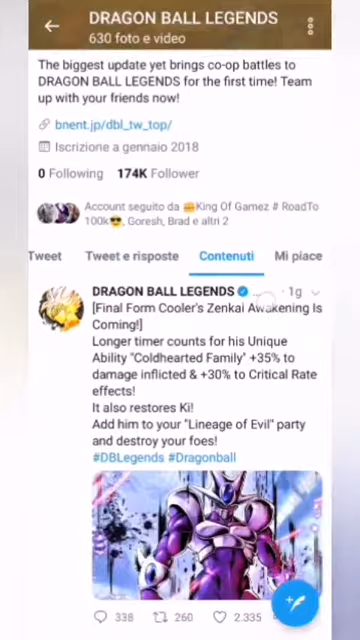 DRAGON BALL LEGENDS
630 foto e video
The biggest update yet brings co-op battles to
DRAGON BALL LEGENDS for the first time! Team
up with your friends now!
bnent.jp/dbl_tw_top/
Iscrizione a gennaio 2018
0 Following 174K Follower
Account seguito da ✊King Of Gamez # RoadTo
100k😎, Goresh, Brad e altri 2
Tweet Tweet e risposte Contenuti Mi piace
DRAGON BALL LEGENDS ... · 1g
[Final Form Cooler's Zenkai Awakening Is
Coming!]
Longer timer counts for his Unique
Ability "Coldhearted Family" +35% to
damage inflicted & +30% to Critical Rate
effects!
It also restores Ki!
Add him to your "Lineage of Evil" party
and destroy your foes!
#DBLegends #Dragonball
338 260 2.335